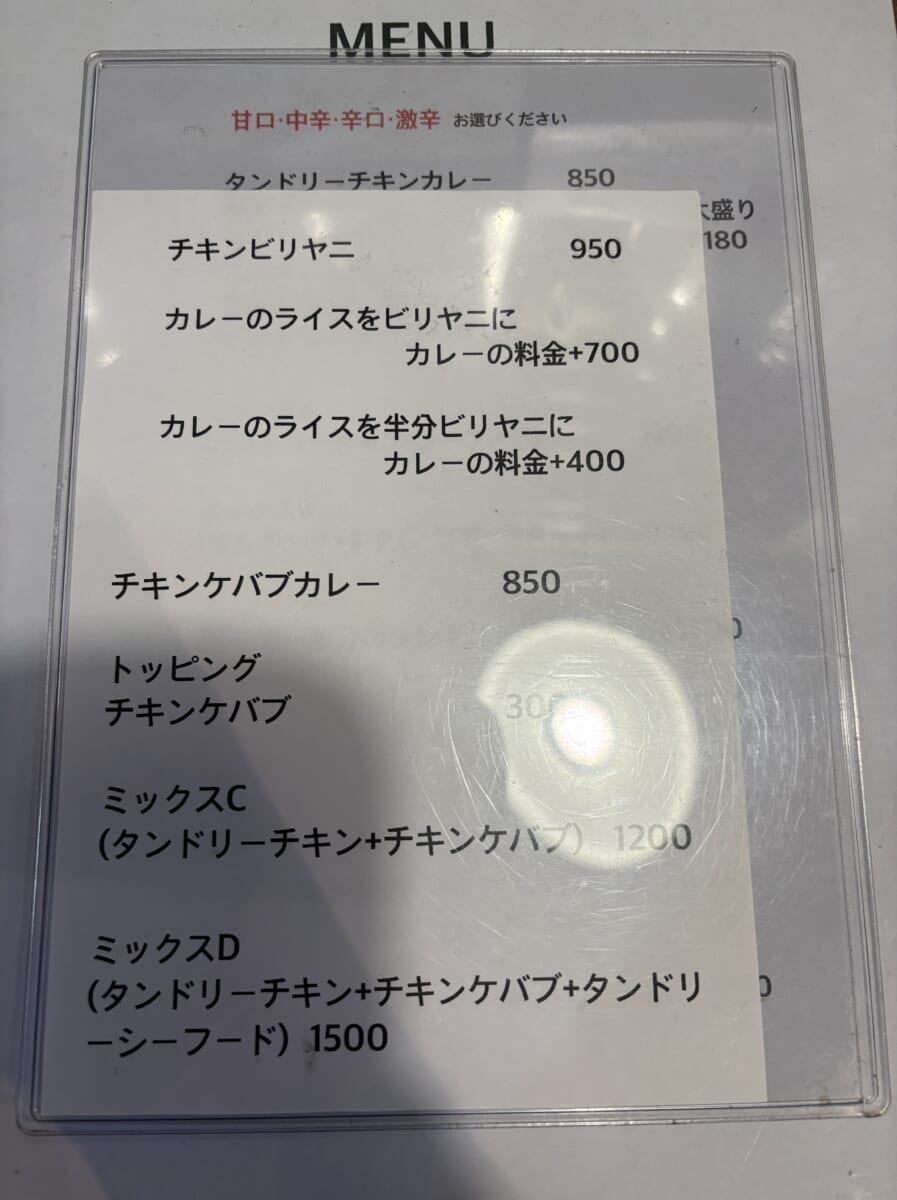 MENU
甘口・中辛・辛口・激辛 お選びください
タンドリーチキンカレー 850
大盛り
180
チキンビリヤニ 950
カレーのライスをビリヤニに
カレーの料金+700
カレーのライスを半分ビリヤニに
カレーの料金+400
チキンケバブカレー 850
トッピング
チキンケバブ 300
ミックスC
(タンドリーチキン+チキンケバブ) 1200
ミックスD
(タンドリーチキン+チキンケバブ+タンドリ
ーシーフード) 1500